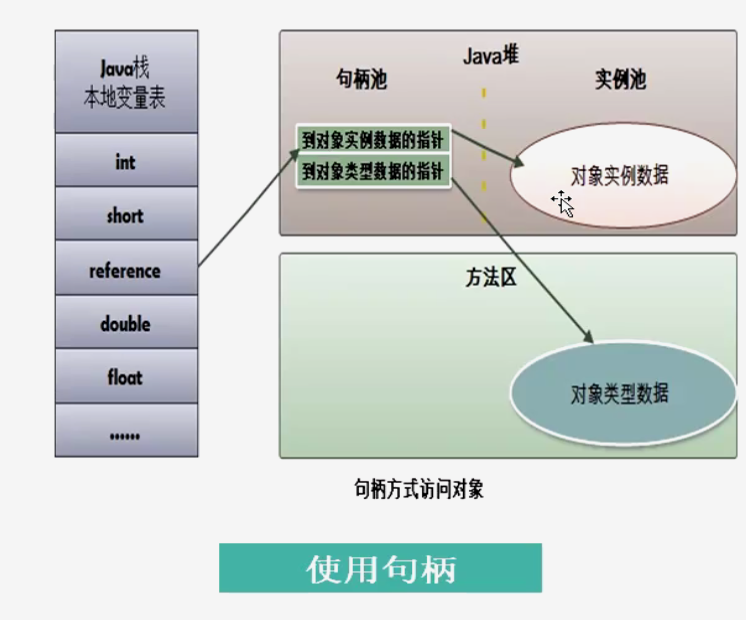 Java栈
本地变量表
int
short
reference
double
float
......
Java堆
句柄池
实例池
到对象实例数据的指针
到对象类型数据的指针
对象实例数据
方法区
对象类型数据
句柄方式访问对象
使用句柄